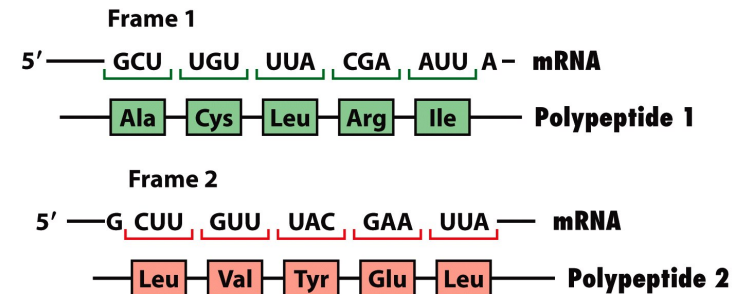 Frame 1
5′ GCU UGU UUA CGA AUU A mRNA
Ala Cys Leu Arg Ile Polypeptide 1
Frame 2
5′ G CUU GUU UAC GAA UUA mRNA
Leu Val Tyr Glu Leu Polypeptide 2